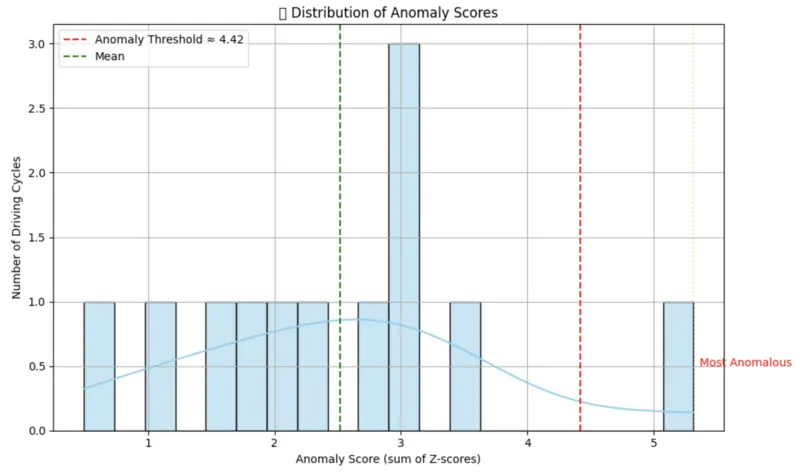 ▯ Distribution of Anomaly Scores
Anomaly Threshold ≈ 4.42
Mean
Number of Driving Cycles
3.0
2.5
2.0
1.5
1.0
0.5
0.0
Most Anomalous
1 2 3 4 5
Anomaly Score (sum of Z-scores)